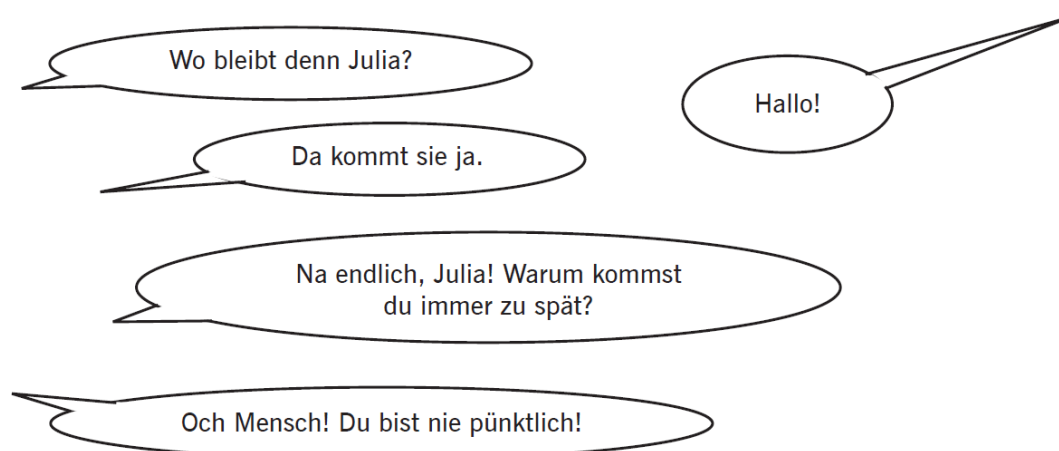 Wo bleibt denn Julia?
Hallo!
Da kommt sie ja.
Na endlich, Julia! Warum kommst
du immer zu spät?
Och Mensch! Du bist nie pünktlich!